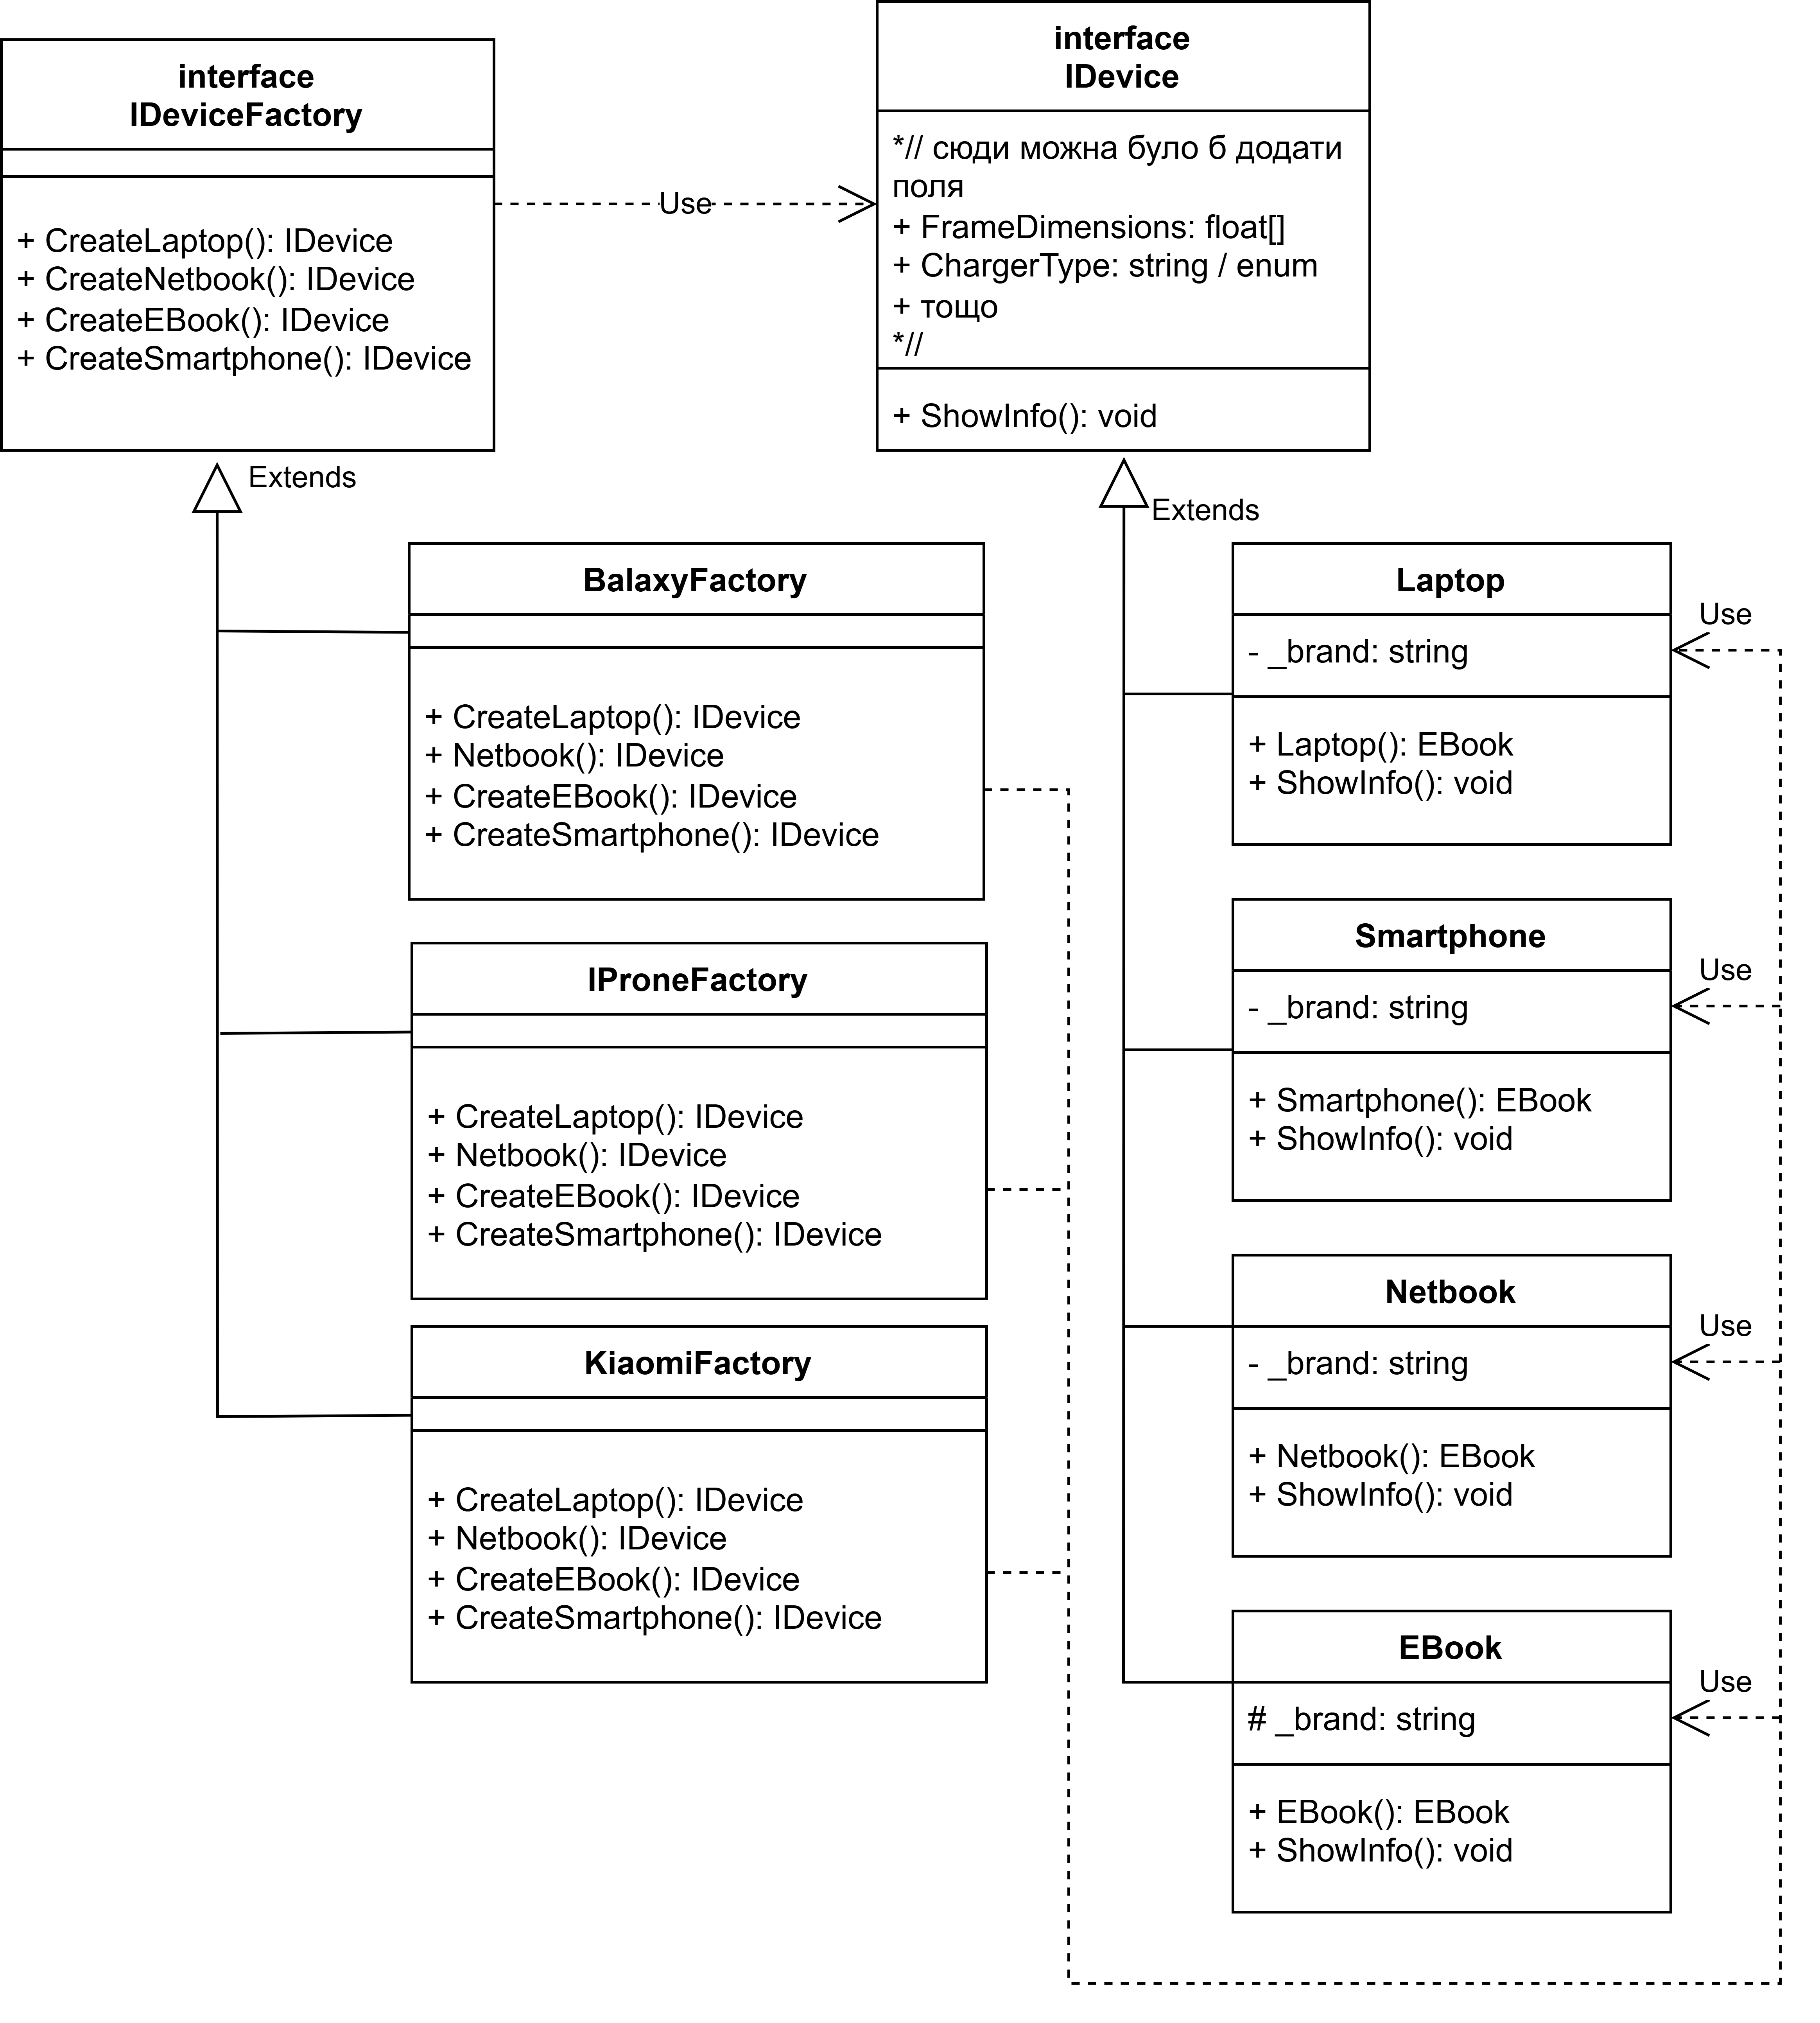 interface
IDeviceFactory
+ CreateLaptop(): IDevice
+ CreateNetbook(): IDevice
+ CreateEBook(): IDevice
+ CreateSmartphone(): IDevice
Use
interface
IDevice
*// сюди можна було б додати
поля
+ FrameDimensions: float[]
+ ChargerType: string / enum
+ тощо
*//
+ ShowInfo(): void
Extends
Extends
BalaxyFactory
+ CreateLaptop(): IDevice
+ Netbook(): IDevice
+ CreateEBook(): IDevice
+ CreateSmartphone(): IDevice
IProneFactory
+ CreateLaptop(): IDevice
+ Netbook(): IDevice
+ CreateEBook(): IDevice
+ CreateSmartphone(): IDevice
KiaomiFactory
+ CreateLaptop(): IDevice
+ Netbook(): IDevice
+ CreateEBook(): IDevice
+ CreateSmartphone(): IDevice
Laptop
- _brand: string
+ Laptop(): EBook
+ ShowInfo(): void
Use
Smartphone
- _brand: string
+ Smartphone(): EBook
+ ShowInfo(): void
Use
Netbook
- _brand: string
+ Netbook(): EBook
+ ShowInfo(): void
Use
EBook
# _brand: string
+ EBook(): EBook
+ ShowInfo(): void
Use